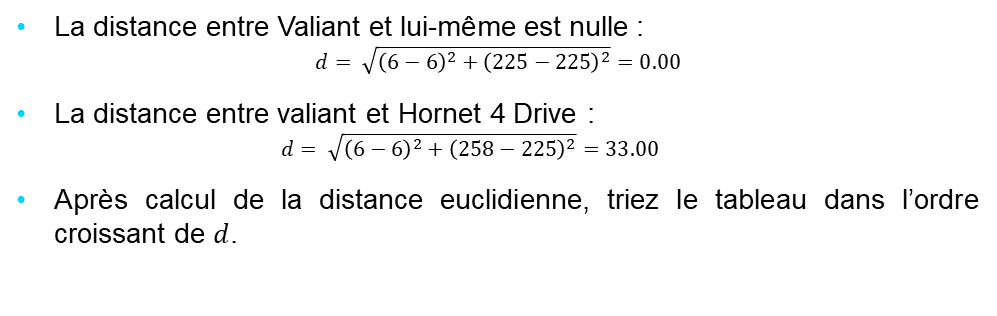 • La distance entre Valiant et lui-même est nulle :
d = √(6 − 6)² + (225 − 225)² = 0.00
• La distance entre valiant et Hornet 4 Drive :
d = √(6 − 6)² + (258 − 225)² = 33.00
• Après calcul de la distance euclidienne, triez le tableau dans l’ordre
croissant de d.